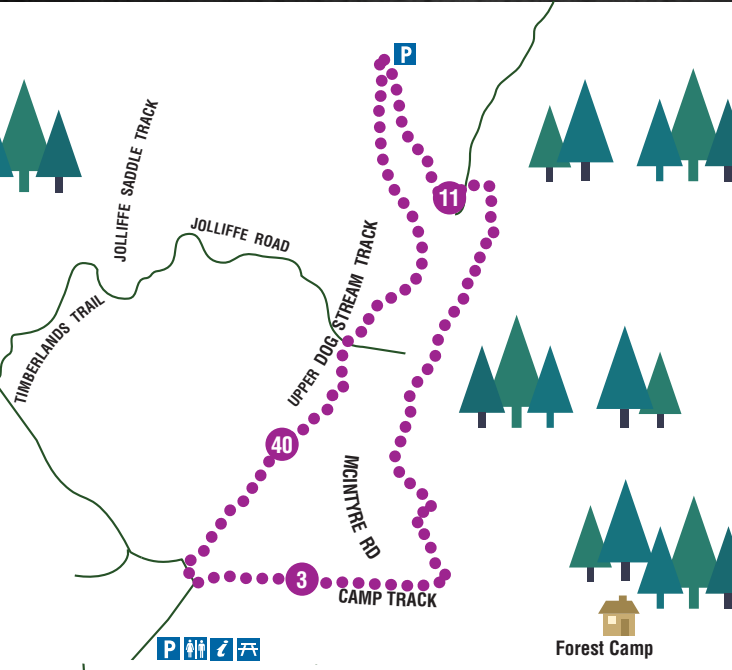 P
11
JOLLIFFE SADDLE TRACK
JOLLIFFE ROAD
UPPER DOG STREAM TRACK
TIMBERLANDS TRAIL
40
MCINTYRE RD
3
CAMP TRACK
P i
Forest Camp